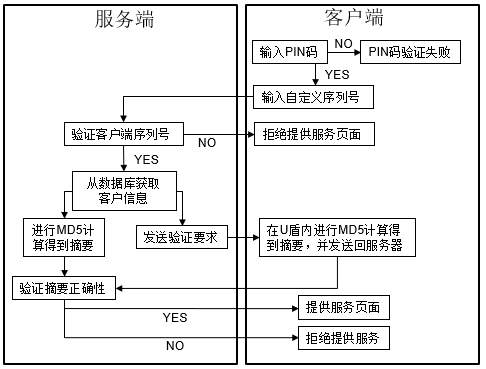 服务端
客户端
输入PIN码
NO
PIN码验证失败
YES
输入自定义序列号
验证客户端序列号
NO
拒绝提供服务页面
YES
从数据库获取
客户信息
进行MD5计
算得到摘要
发送验证要求
在U盾内进行MD5计算得
到摘要，并发送回服务器
验证摘要正确性
提供服务页面
YES
拒绝提供服务
NO